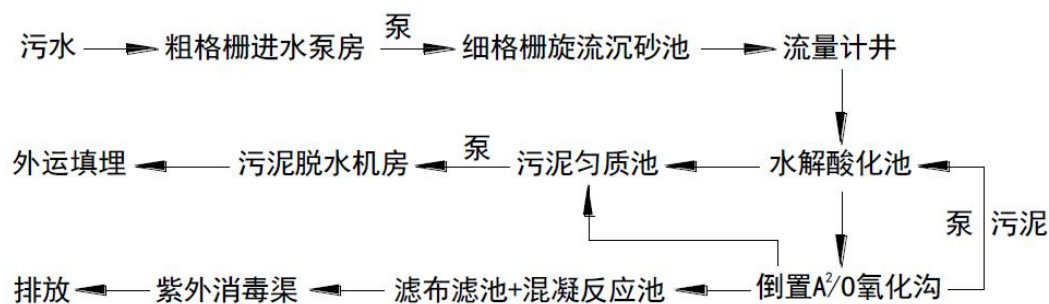 污水 粗格栅进水泵房 泵 细格栅旋流沉砂池 流量计井
外运填埋 污泥脱水机房 泵 污泥匀质池 水解酸化池
泵 污泥
排放 紫外消毒渠 滤布滤池+混凝反应池 倒置A²/O氧化沟